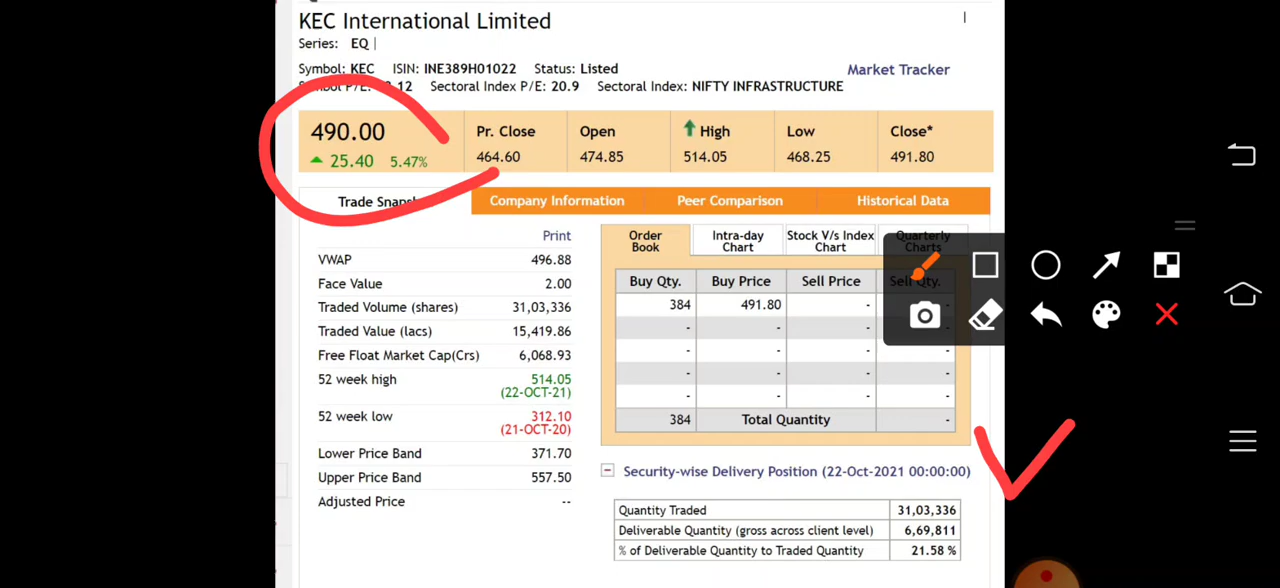 KEC International Limited
Series: EQ |
Symbol: KEC ISIN: INE389H01022 Status: Listed
Market Tracker
Symbol P/E: 12 Sectoral Index P/E: 20.9 Sectoral Index: NIFTY INFRASTRUCTURE
490.00 Pr. Close Open High Low Close*
25.40 5.47% 464.60 474.85 514.05 468.25 491.80
Trade Company Information Peer Comparison Historical Data
Print
VWAP 496.88
Face Value 2.00
Traded Volume (shares) 31,03,336
Traded Value (lacs) 15,419.86
Free Float Market Cap(Crs) 6,068.93
52 week high 514.05
(22-OCT-21)
52 week low 312.10
(21-OCT-20)
Lower Price Band 371.70
Upper Price Band 557.50
Adjusted Price --
Order Book Intra-day Chart Stock V/s Index Chart Quarterly Charts
Buy Qty. Buy Price Sell Price Sell Qty.
384 491.80 -
- - -
- - - -
- - - -
- - - -
384 Total Quantity -
Security-wise Delivery Position (22-Oct-2021 00:00:00)
Quantity Traded 31,03,336
Deliverable Quantity (gross across client level) 6,69,811
% of Deliverable Quantity to Traded Quantity 21.58 %